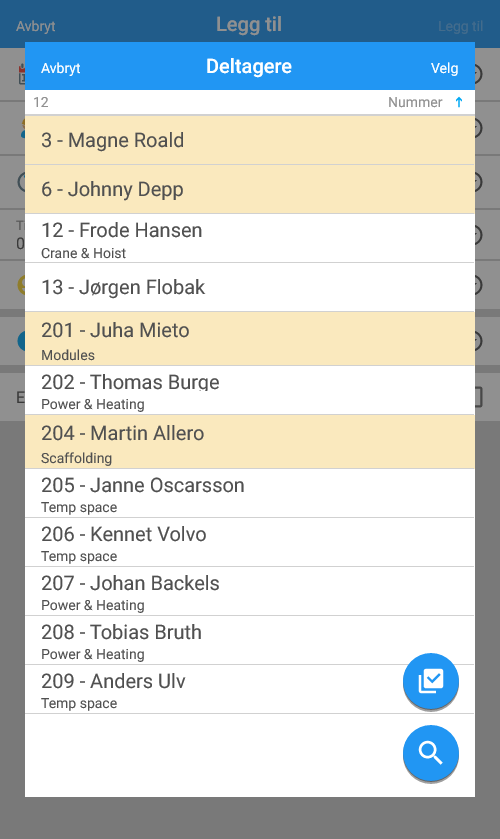 Avbryt Legg til Legg til
Avbryt Deltagere Velg
12 Nummer
3 - Magne Roald
6 - Johnny Depp
12 - Frode Hansen
Crane & Hoist
13 - Jørgen Flobak
201 - Juha Mieto
Modules
202 - Thomas Burge
Power & Heating
204 - Martin Allero
Scaffolding
205 - Janne Oscarsson
Temp space
206 - Kennet Volvo
Temp space
207 - Johan Backels
Power & Heating
208 - Tobias Bruth
Power & Heating
209 - Anders Ulv
Temp space